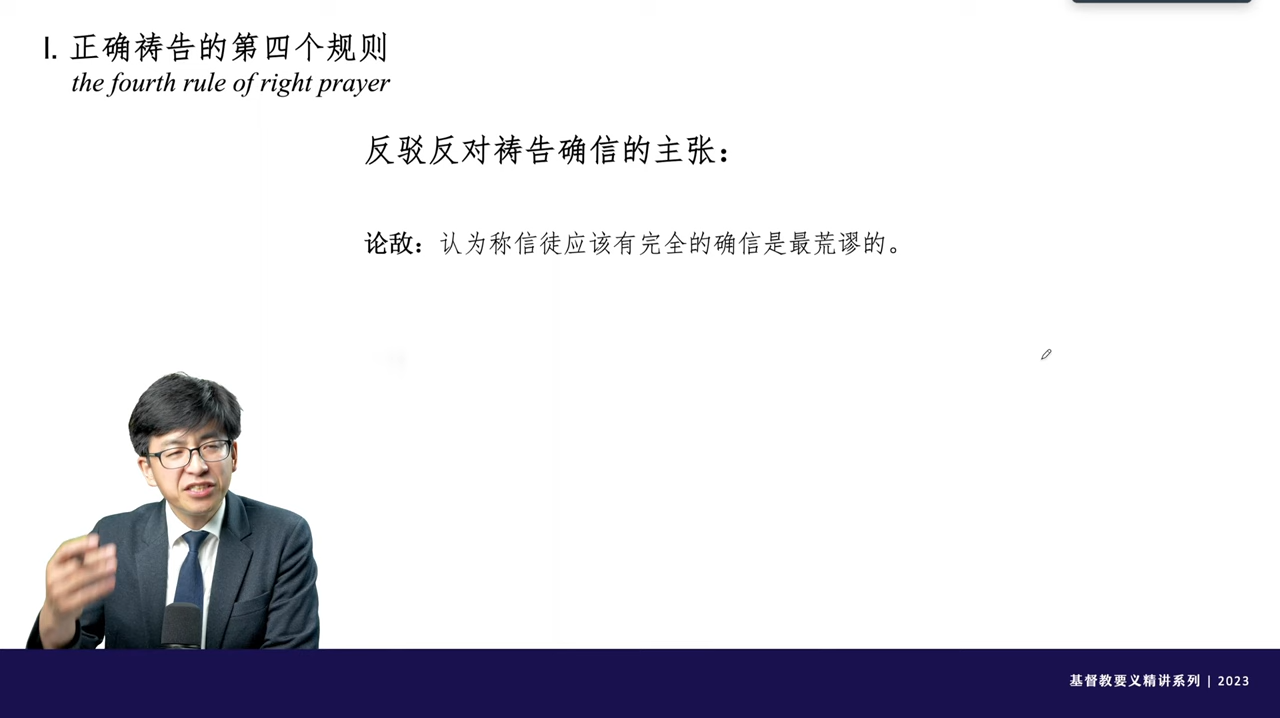 I. 正确祷告的第四个规则
the fourth rule of right prayer
反驳反对祷告确信的主张：
论敌：认为称信徒应该有完全的确信是最荒谬的。
基督教要义精讲系列 | 2023